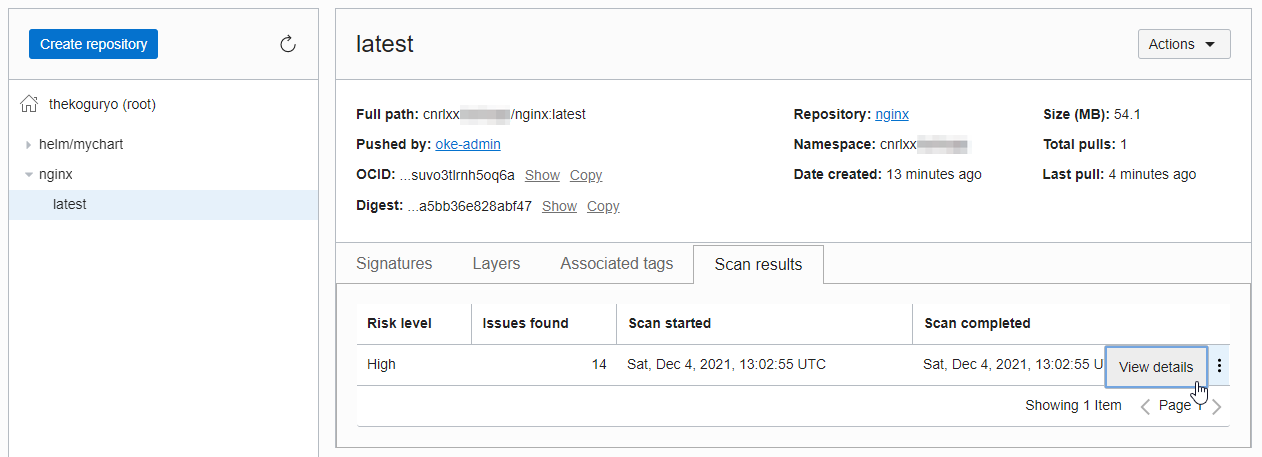 Create repository
thekoguryo (root)
helm/mychart
nginx
latest
latest
Actions
Full path: cnrlxx /nginx:latest
Repository: nginx
Size (MB): 54.1
Pushed by: oke-admin
Namespace: cnrlxx
Total pulls: 1
OCID: ...suvo3tlrnh5oq6a Show Copy
Date created: 13 minutes ago
Last pull: 4 minutes ago
Digest: ...a5bb36e828abf47 Show Copy
Signatures Layers Associated tags Scan results
Risk level Issues found Scan started Scan completed
High 14 Sat, Dec 4, 2021, 13:02:55 UTC Sat, Dec 4, 2021, 13:02:55 U
View details
Showing 1 Item Page 1